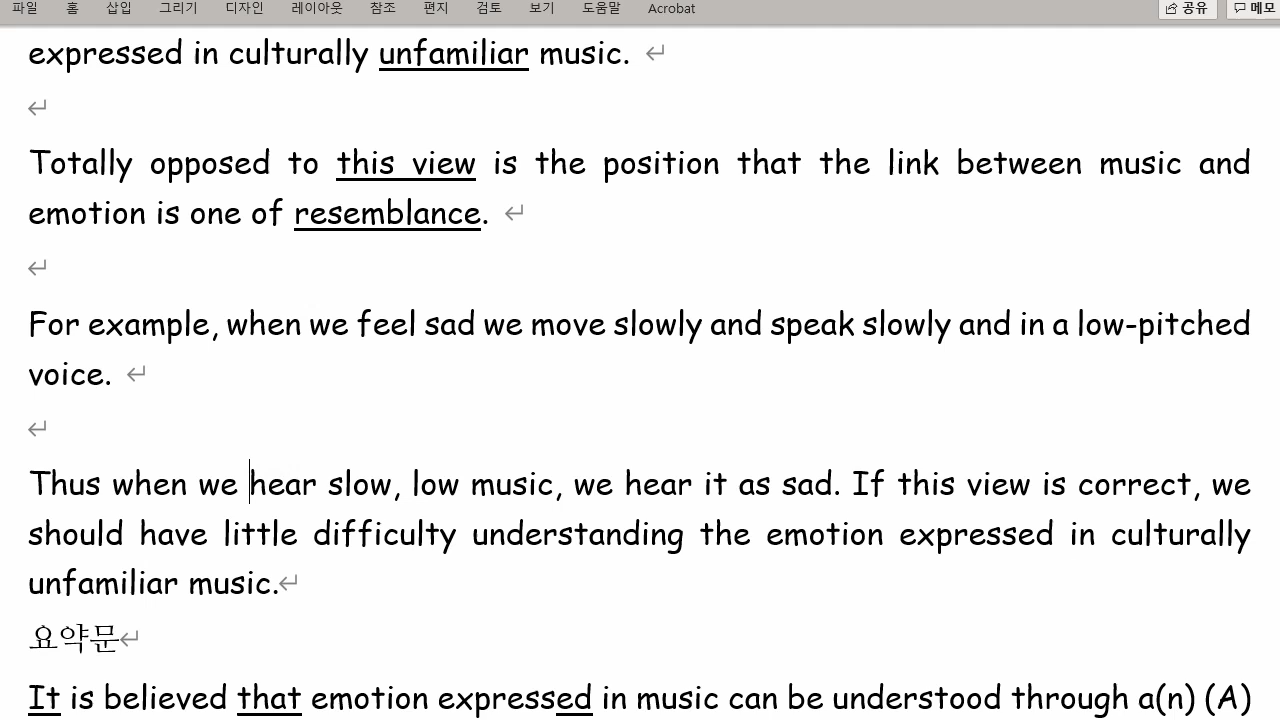 파일 홈 삽입 그리기 디자인 레이아웃 참조 편지 검토 보기 도움말 Acrobat 공유 메모
expressed in culturally unfamiliar music. ↵
↵
Totally opposed to this view is the position that the link between music and
emotion is one of resemblance. ↵
↵
For example, when we feel sad we move slowly and speak slowly and in a low-pitched
voice. ↵
↵
Thus when we hear slow, low music, we hear it as sad. If this view is correct, we
should have little difficulty understanding the emotion expressed in culturally
unfamiliar music.↵
요약문↵
It is believed that emotion expressed in music can be understood through a(n) (A)